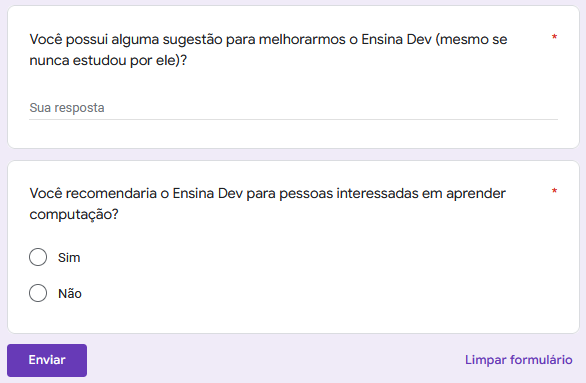 Você possui alguma sugestão para melhorarmos o Ensina Dev (mesmo se *
nunca estudou por ele)?
Sua resposta
Você recomendaria o Ensina Dev para pessoas interessadas em aprender *
computação?
Sim
Não
Enviar
Limpar formulário